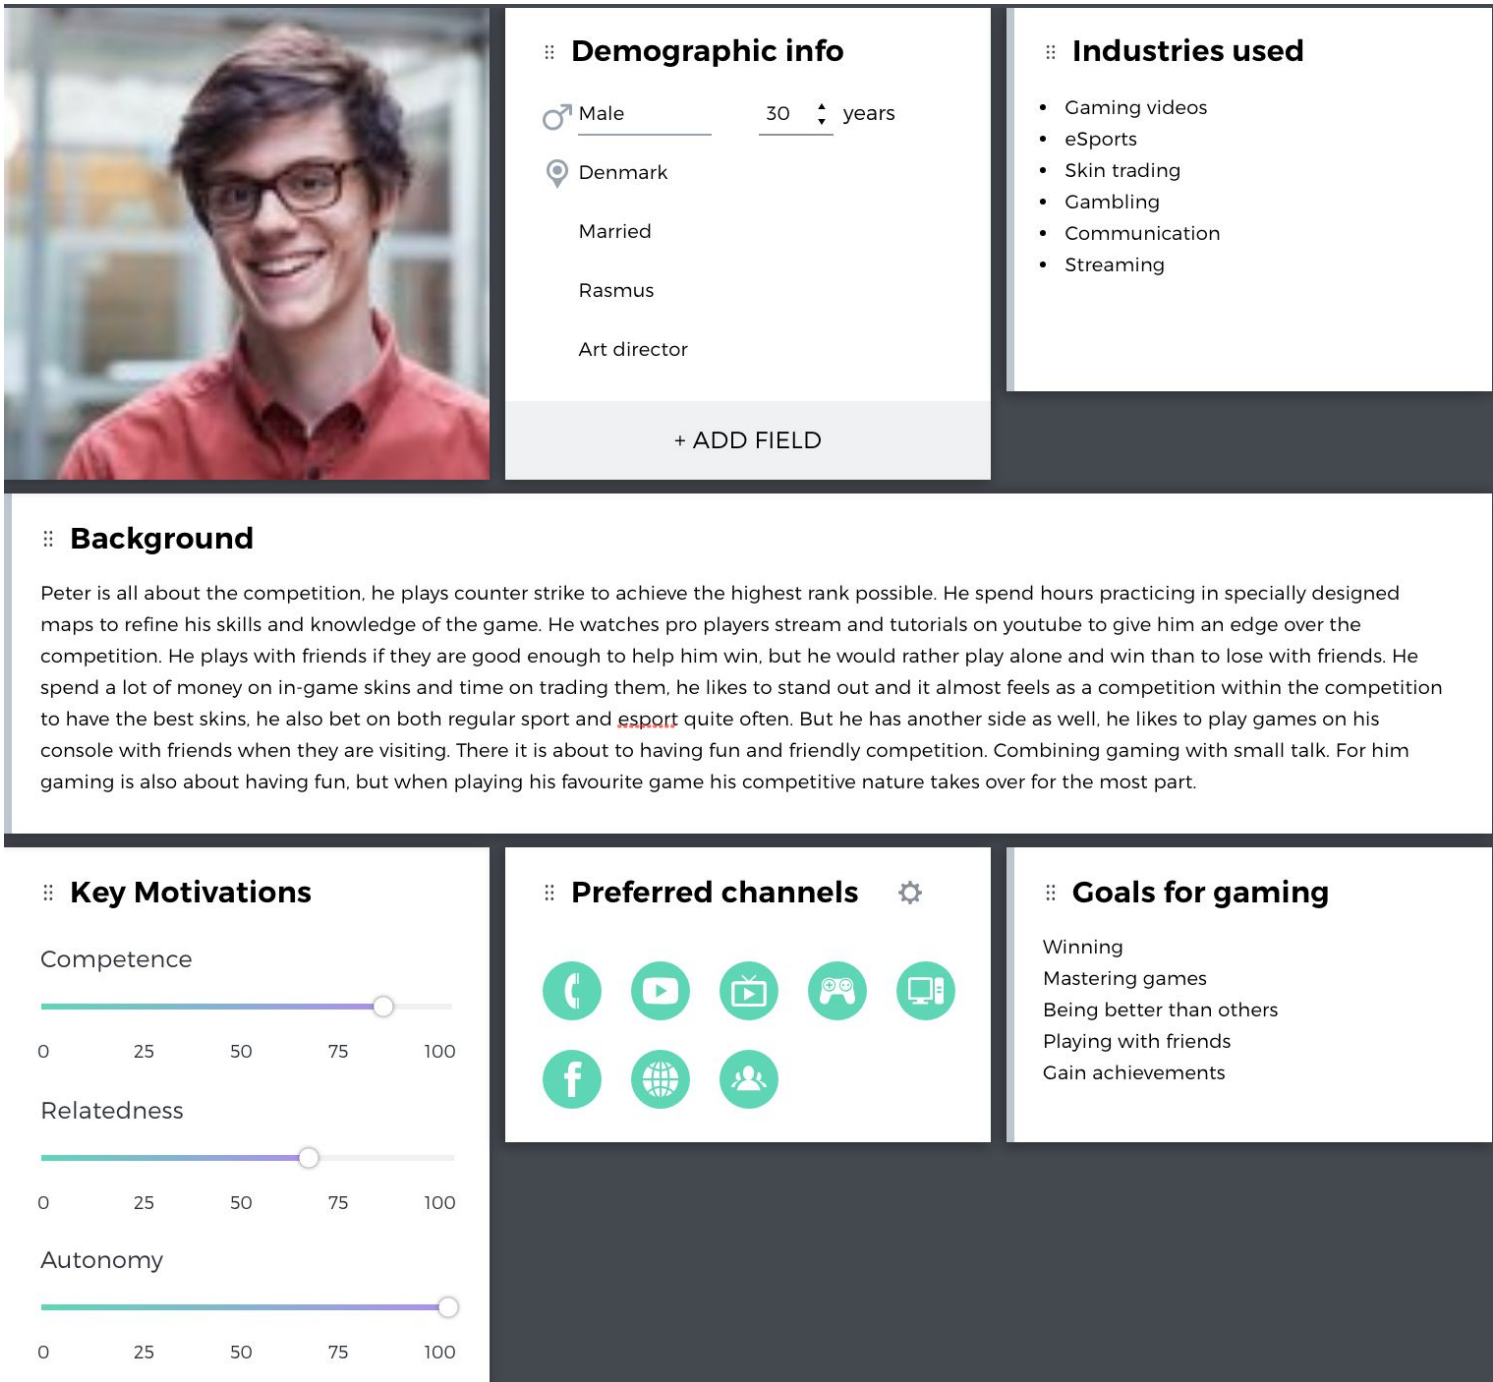 Demographic info
Male 30 years
Denmark
Married
Rasmus
Art director
+ ADD FIELD
Industries used
Gaming videos
eSports
Skin trading
Gambling
Communication
Streaming
Background
Peter is all about the competition, he plays counter strike to achieve the highest rank possible. He spend hours practicing in specially designed
maps to refine his skills and knowledge of the game. He watches pro players stream and tutorials on youtube to give him an edge over the
competition. He plays with friends if they are good enough to help him win, but he would rather play alone and win than to lose with friends. He
spend a lot of money on in-game skins and time on trading them, he likes to stand out and it almost feels as a competition within the competition
to have the best skins, he also bet on both regular sport and esport quite often. But he has another side as well, he likes to play games on his
console with friends when they are visiting. There it is about to having fun and friendly competition. Combining gaming with small talk. For him
gaming is also about having fun, but when playing his favourite game his competitive nature takes over for the most part.
Key Motivations
Competence
0 25 50 75 100
Relatedness
0 25 50 75 100
Autonomy
0 25 50 75 100
Preferred channels
f
Goals for gaming
Winning
Mastering games
Being better than others
Playing with friends
Gain achievements